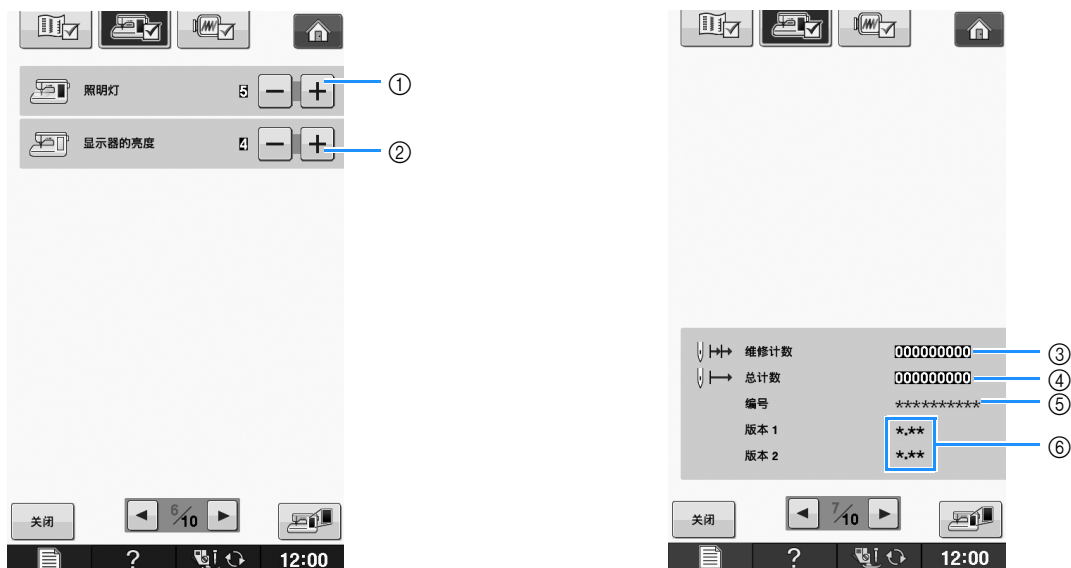 照明灯 5 − + ①
显示器的亮度 4 − + ②
关闭 6/10
? 12:00
维修计数 000000000 ③
总计数 000000000 ④
编号 ********** ⑤
版本 1 *.**
版本 2 *.** ⑥
关闭 7/10
? 12:00